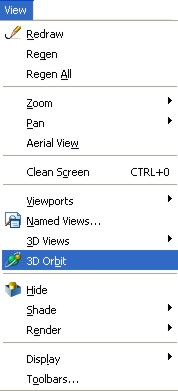 View
Redraw
Regen
Regen All
Zoom
Pan
Aerial View
Clean Screen CTRL+0
Viewports
Named Views...
3D Views
3D Orbit
Hide
Shade
Render
Display
Toolbars...